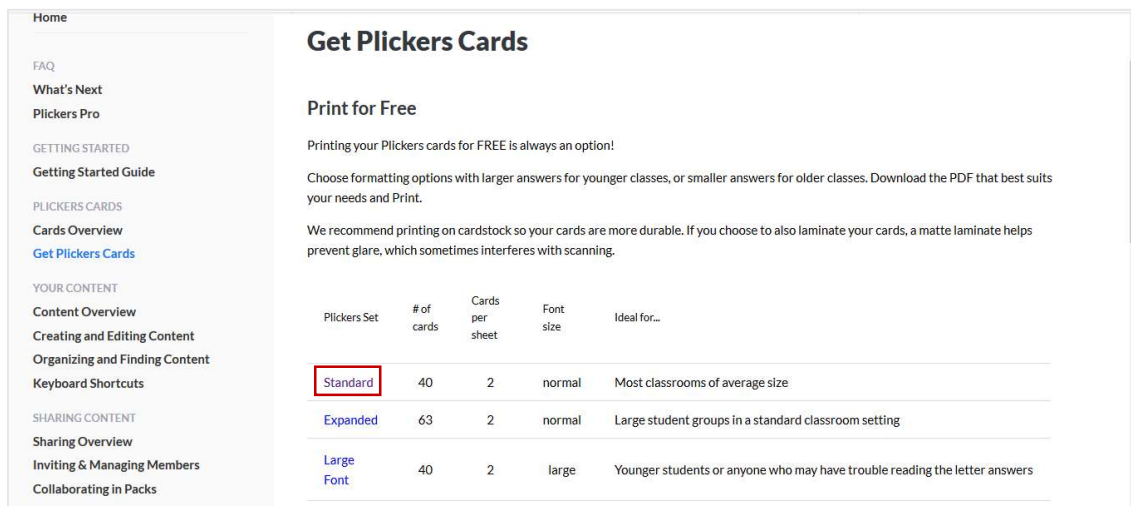 Home
FAQ
What's Next
Plickers Pro
GETTING STARTED
Getting Started Guide
PLICKERS CARDS
Cards Overview
Get Plickers Cards
YOUR CONTENT
Content Overview
Creating and Editing Content
Organizing and Finding Content
Keyboard Shortcuts
SHARING CONTENT
Sharing Overview
Inviting & Managing Members
Collaborating in Packs
Get Plickers Cards
Print for Free
Printing your Plickers cards for FREE is always an option!
Choose formatting options with larger answers for younger classes, or smaller answers for older classes. Download the PDF that best suits
your needs and Print.
We recommend printing on cardstock so your cards are more durable. If you choose to also laminate your cards, a matte laminate helps
prevent glare, which sometimes interferes with scanning.
Plickers Set # of cards Cards per sheet Font size Ideal for...
Standard 40 2 normal Most classrooms of average size
Expanded 63 2 normal Large student groups in a standard classroom setting
Large Font 40 2 large Younger students or anyone who may have trouble reading the letter answers